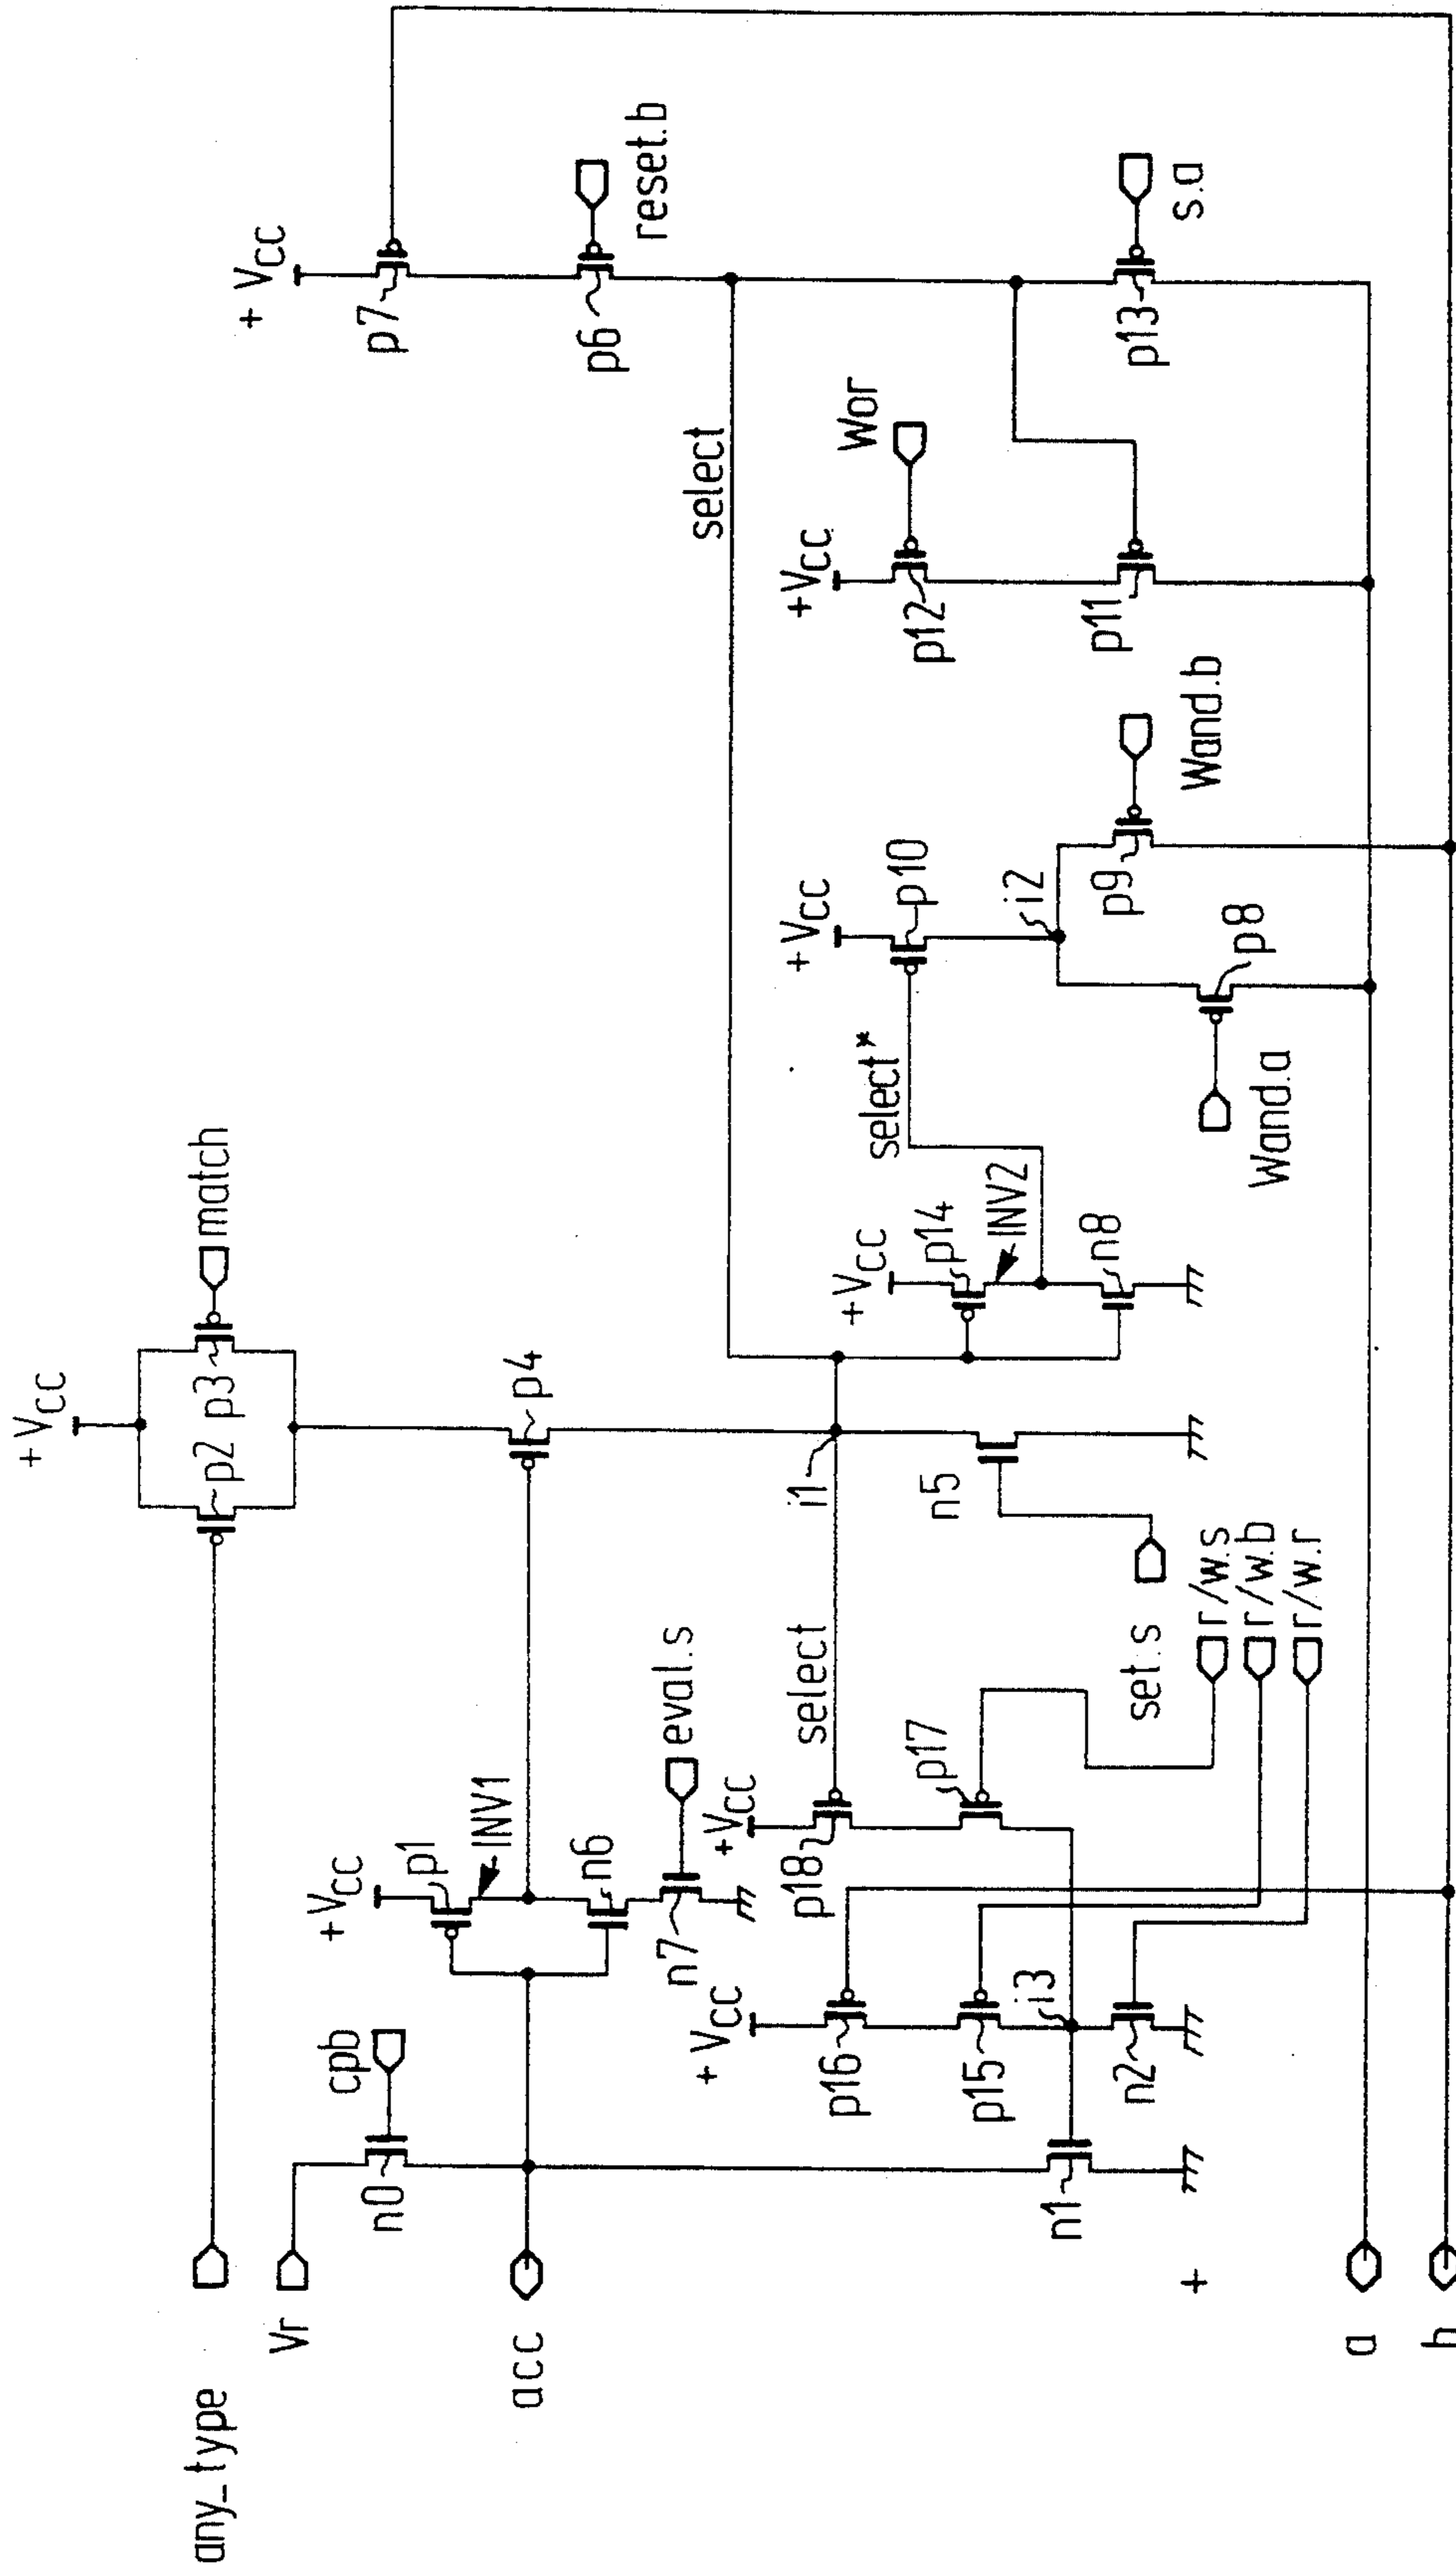 any_type
+ Vcc
p2
p3
match
Vr
n0
cpb
+Vcc
p1
INV1
n6
n7
eval.s
p4
acc
+ Vcc
p7
p6
reset.b
select
select
i1
n5
set.s
+Vcc
p18
p17
+ Vcc
p16
p15
i3
n2
n1
r/w.s
r/w.b
r/w.r
+Vcc
p14
INV2
n8
select*
+Vcc
p10
i2
p9
Wand.b
p8
Wand.a
+Vcc
p12
Wor
p11
p13
s.a
+
a
b